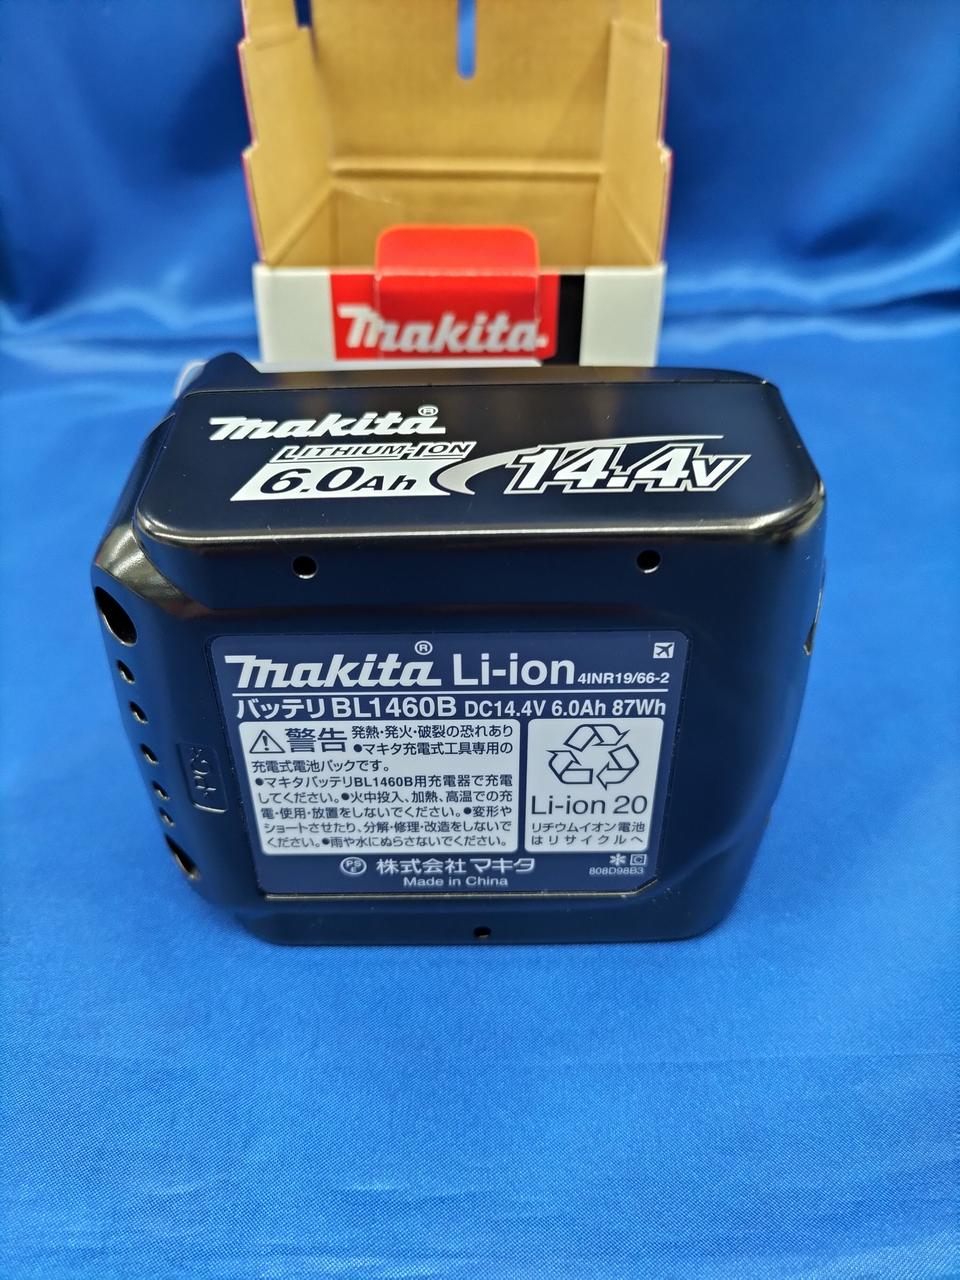 makita.
makita®
LITHIUM-ION
6.0Ah 14.4V
makita® Li-ion 4INR19/66-2
バッテリ BL1460B DC14.4V 6.0Ah 87Wh
警告 発熱・発火・破裂の恐れあり
●マキタ充電式工具専用の
充電式電池パックです。
●マキタバッテリBL1460B用充電器で充電
してください。●火中投入、加熱、高温での充
電・使用・放置をしないでください。●変形や
ショートさせたり、分解・修理・改造をしないで
ください。●雨や水にぬらさないでください。
Li-ion 20
リチウムイオン電池
はリサイクルへ
PS E 株式会社 マキタ
Made in China
✻ C
808D98B3